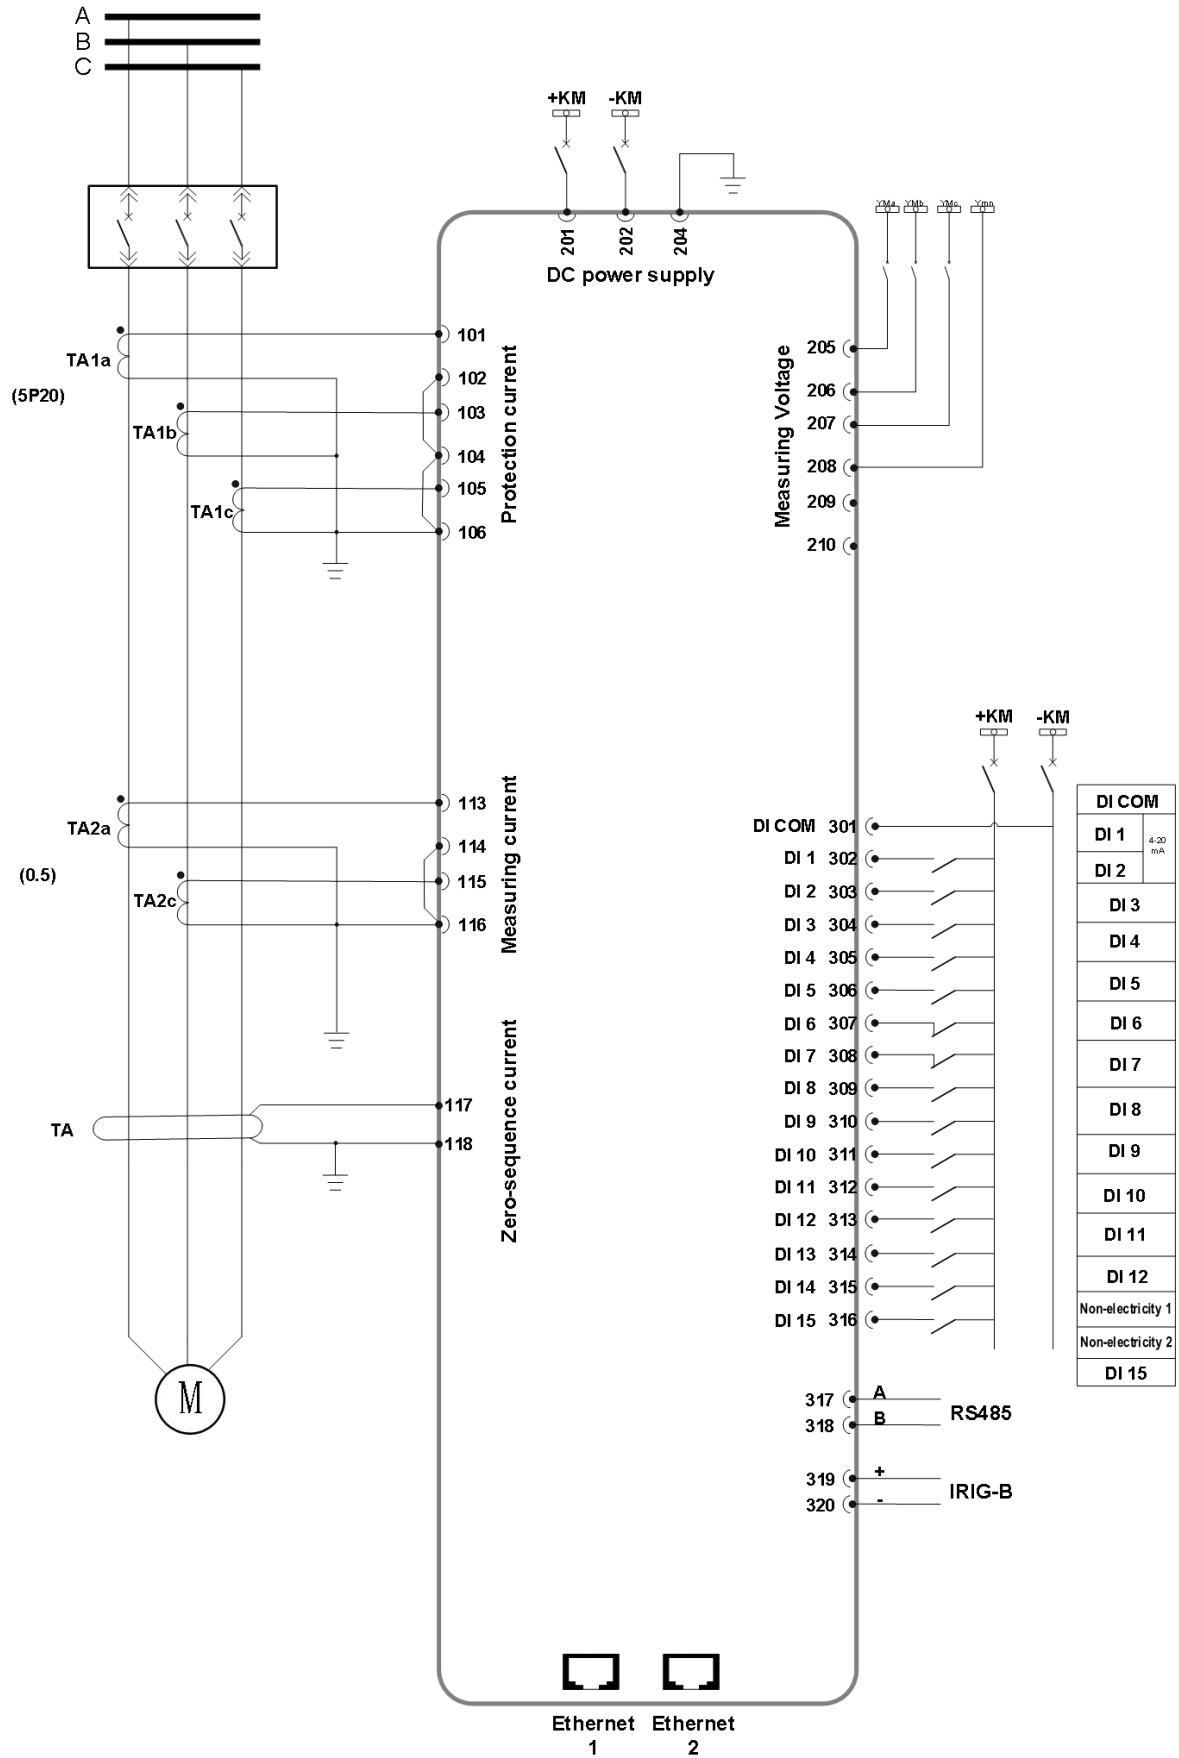 A
B
C
+KM -KM
201 202 204
DC power supply
YMa YMb YMc Ymn
TA1a
(5P20)
TA1b
TA1c
101
102
103
104
105
106
Protection current
Measuring Voltage
205
206
207
208
209
210
TA2a
(0.5)
TA2c
113
114
115
116
Measuring current
TA
117
118
Zero-sequence current
M
+KM -KM
DI COM 301
DI 1 302
DI 2 303
DI 3 304
DI 4 305
DI 5 306
DI 6 307
DI 7 308
DI 8 309
DI 9 310
DI 10 311
DI 11 312
DI 12 313
DI 13 314
DI 14 315
DI 15 316
DI COM
DI 1
4-20
mA
DI 2
DI 3
DI 4
DI 5
DI 6
DI 7
DI 8
DI 9
DI 10
DI 11
DI 12
Non-electricity 1
Non-electricity 2
DI 15
317 A
318 B
RS485
319 +
320 -
IRIG-B
Ethernet
1
Ethernet
2